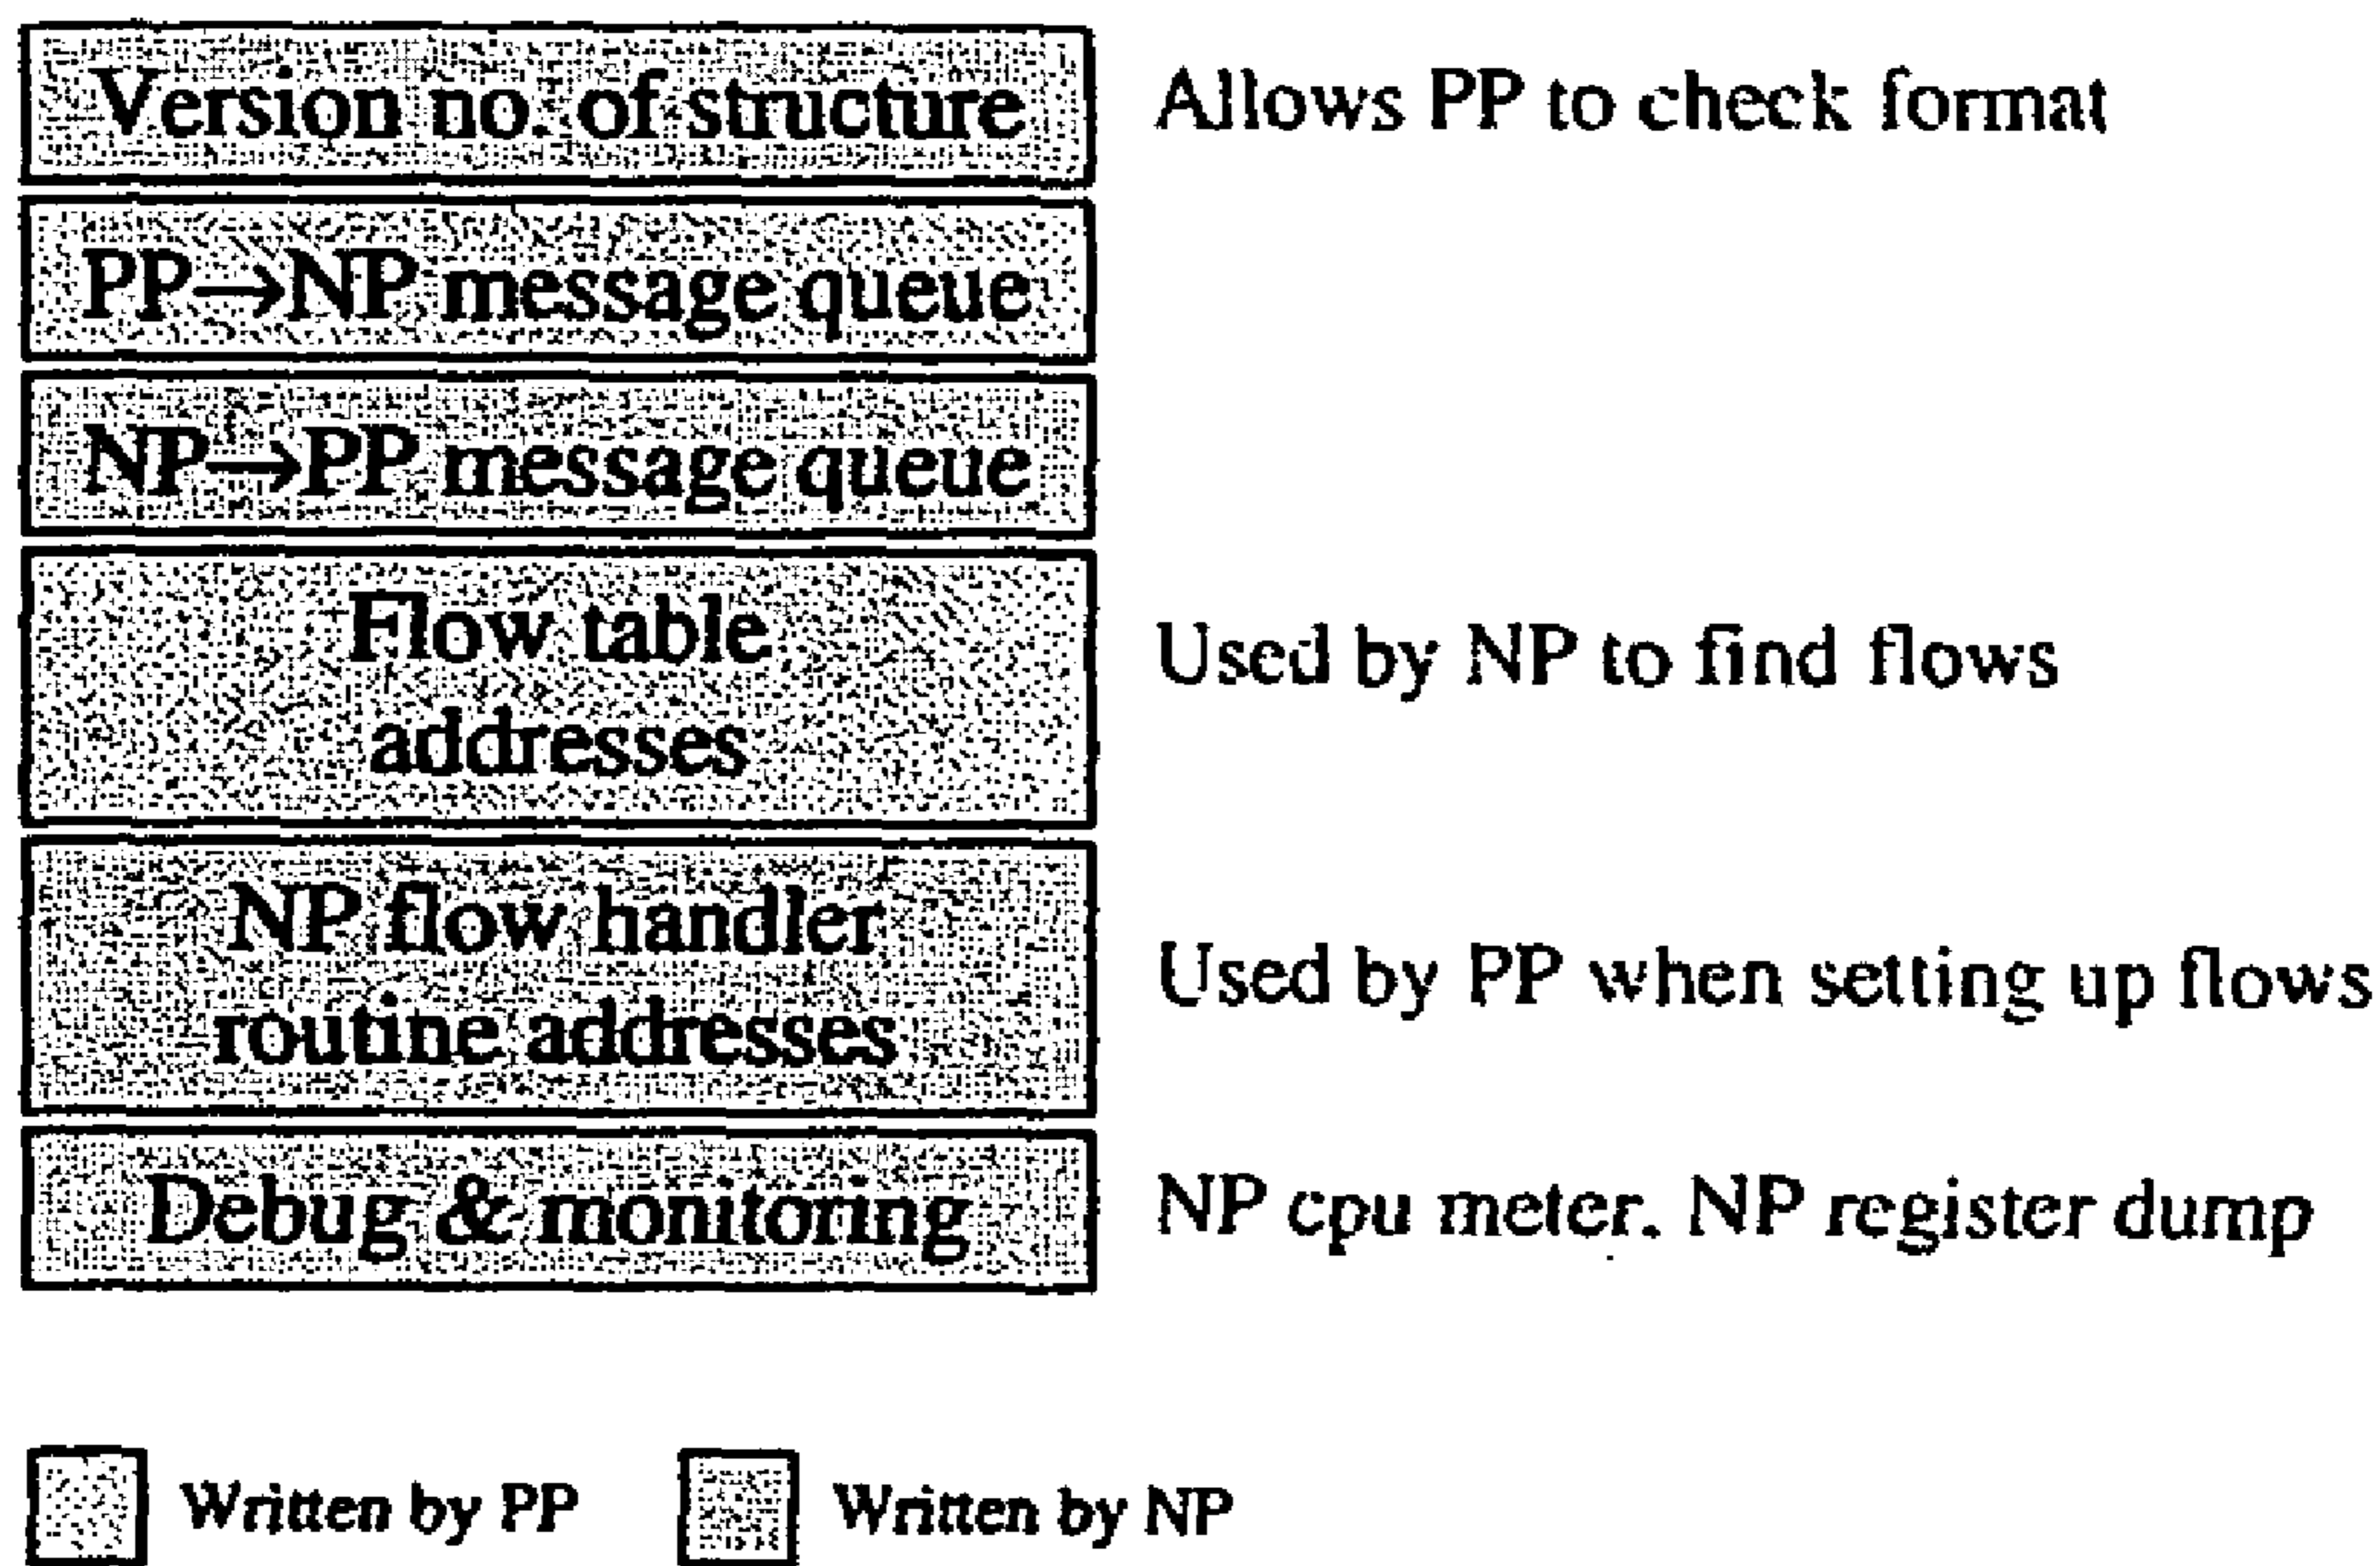 Version no. of structure Allows PP to check format
PP→NP message queue
NP→PP message queue
Flow table
addresses
Used by NP to find flows
NP flow handler
routine addresses
Used by PP when setting up flows
Debug & monitoring NP cpu meter. NP register dump
Written by PP Written by NP